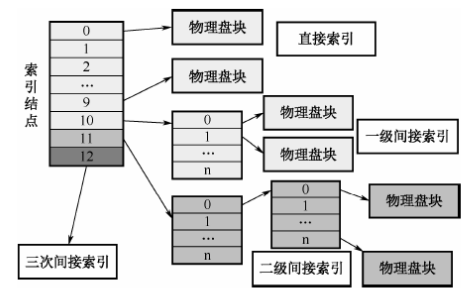 索引结点
0
1
2
...
9
10
11
12
物理盘块
物理盘块
直接索引
0
1
...
n
物理盘块
物理盘块
一级间接索引
0
1
...
n
0
1
...
n
物理盘块
物理盘块
二级间接索引
三次间接索引